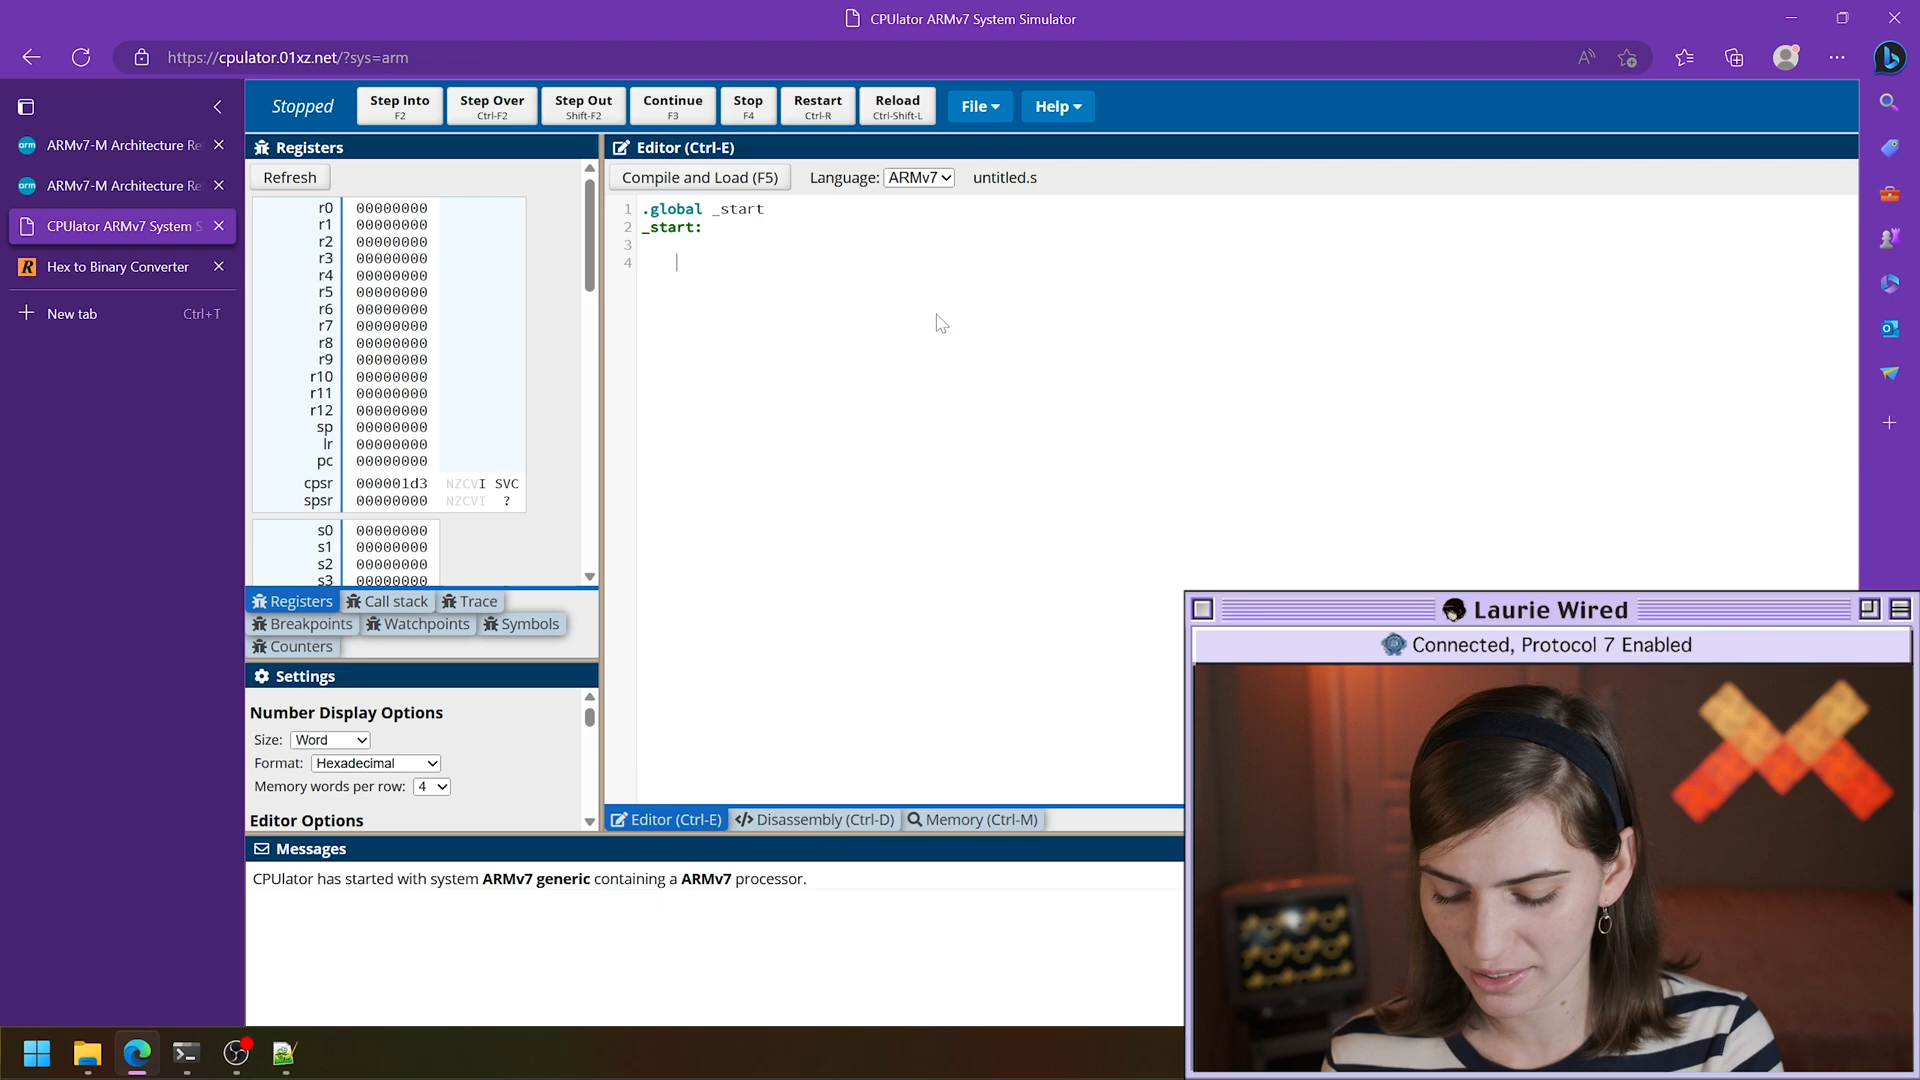 CPUlator ARMv7 System Simulator
https://cpulator.01xz.net/?sys=arm
ARMv7-M Architecture Re
ARMv7-M Architecture Re
CPUlator ARMv7 System S
Hex to Binary Converter
New tab Ctrl+T
Stopped
Step Into F2
Step Over Ctrl-F2
Step Out Shift-F2
Continue F3
Stop F4
Restart Ctrl-R
Reload Ctrl-Shift-L
File
Help
Registers
Refresh
r0 00000000
r1 00000000
r2 00000000
r3 00000000
r4 00000000
r5 00000000
r6 00000000
r7 00000000
r8 00000000
r9 00000000
r10 00000000
r11 00000000
r12 00000000
sp 00000000
lr 00000000
pc 00000000
cpsr 000001d3 NZCVI SVC
spsr 00000000 NZCVI ?
s0 00000000
s1 00000000
s2 00000000
s3 00000000
Registers Call stack Trace
Breakpoints Watchpoints Symbols
Counters
Settings
Number Display Options
Size: Word
Format: Hexadecimal
Memory words per row: 4
Editor Options
Editor (Ctrl-E)
Compile and Load (F5) Language: ARMv7 untitled.s
1 .global _start
2 _start:
3
4
Editor (Ctrl-E) Disassembly (Ctrl-D) Memory (Ctrl-M)
Messages
CPUlator has started with system ARMv7 generic containing a ARMv7 processor.
Laurie Wired
Connected, Protocol 7 Enabled